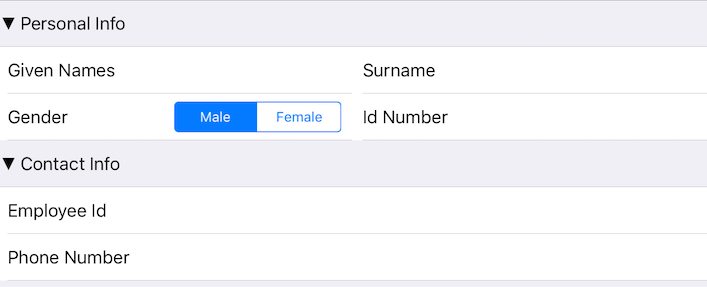 ▼ Personal Info
Given Names Surname
Gender Male Female Id Number
▼ Contact Info
Employee Id
Phone Number